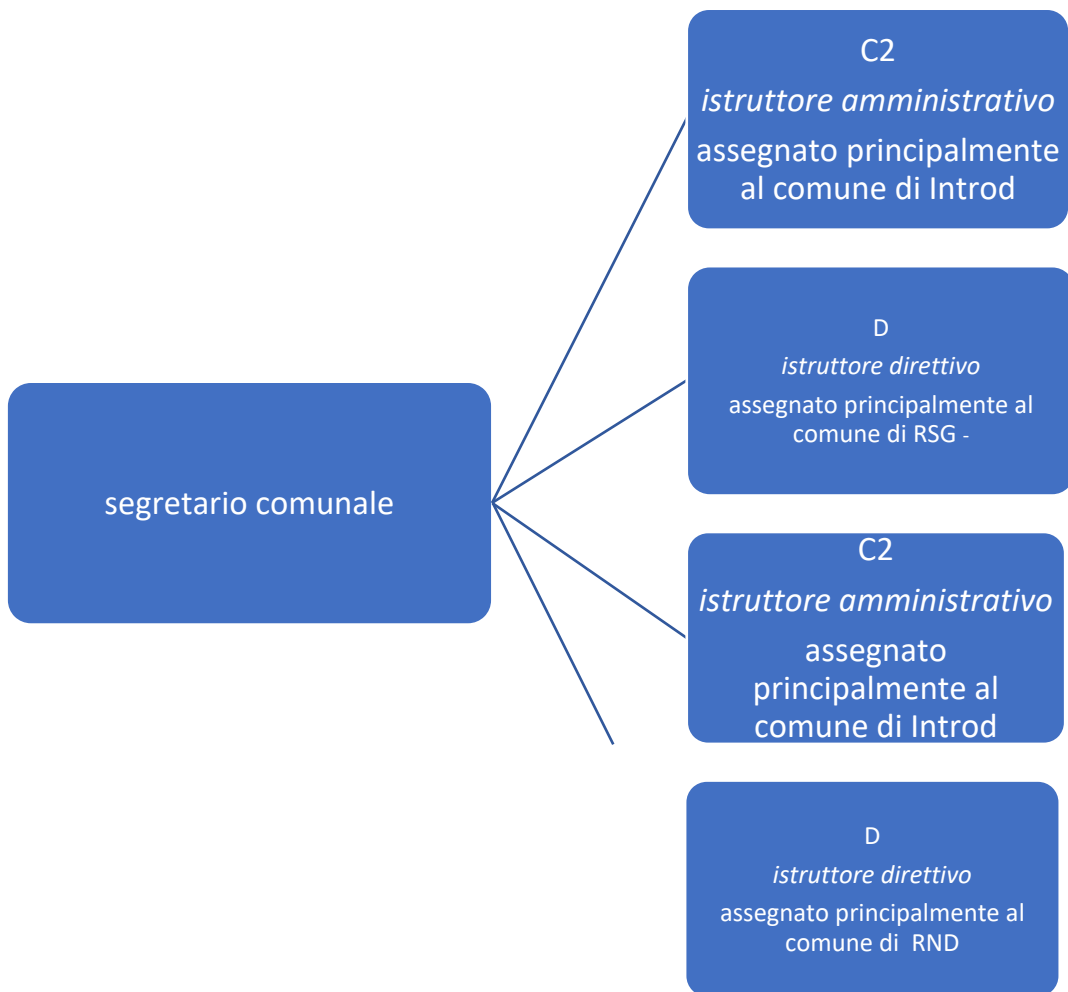 C2
istruttore amministrativo
assegnato principalmente
al comune di Introd
D
istruttore direttivo
assegnato principalmente al
comune di RSG -
segretario comunale
C2
istruttore amministrativo
assegnato
principalmente al
comune di Introd
D
istruttore direttivo
assegnato principalmente al
comune di RND